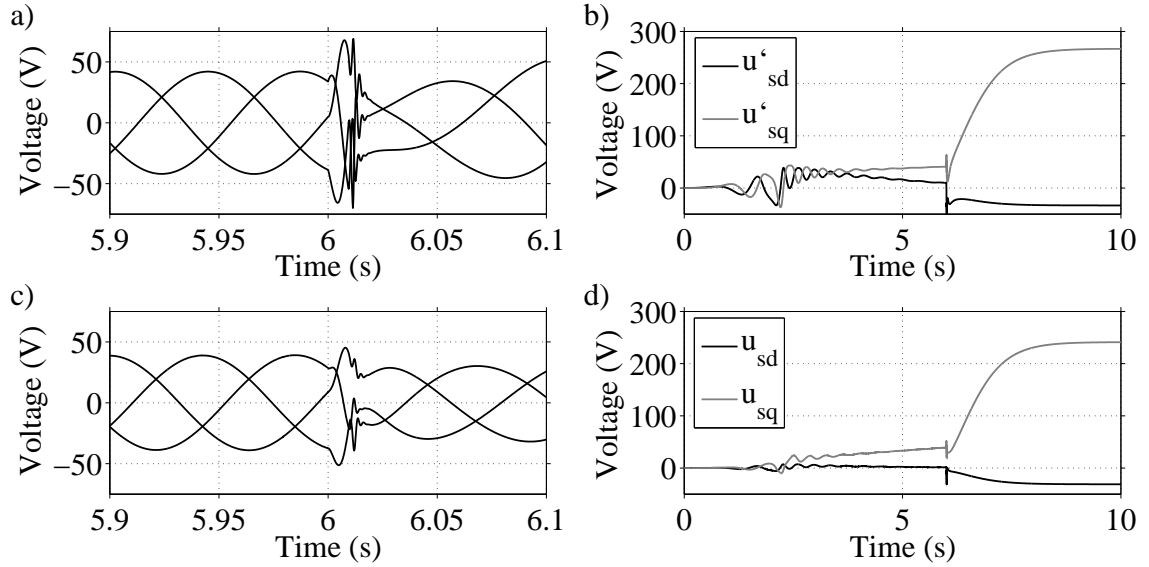 a)
Voltage (V)
50
0
−50
5.9
5.95
6
6.05
6.1
Time (s)
b)
Voltage (V)
300
200
100
0
u‘sd
u‘sq
0
5
10
Time (s)
c)
Voltage (V)
50
0
−50
5.9
5.95
6
6.05
6.1
Time (s)
d)
Voltage (V)
300
200
100
0
usd
usq
0
5
10
Time (s)